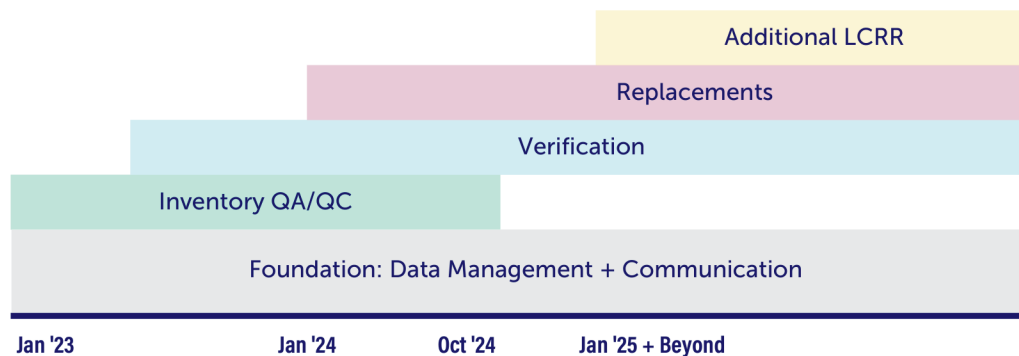 Additional LCRR
Replacements
Verification
Inventory QA/QC
Foundation: Data Management + Communication
Jan '23
Jan '24
Oct '24
Jan '25 + Beyond